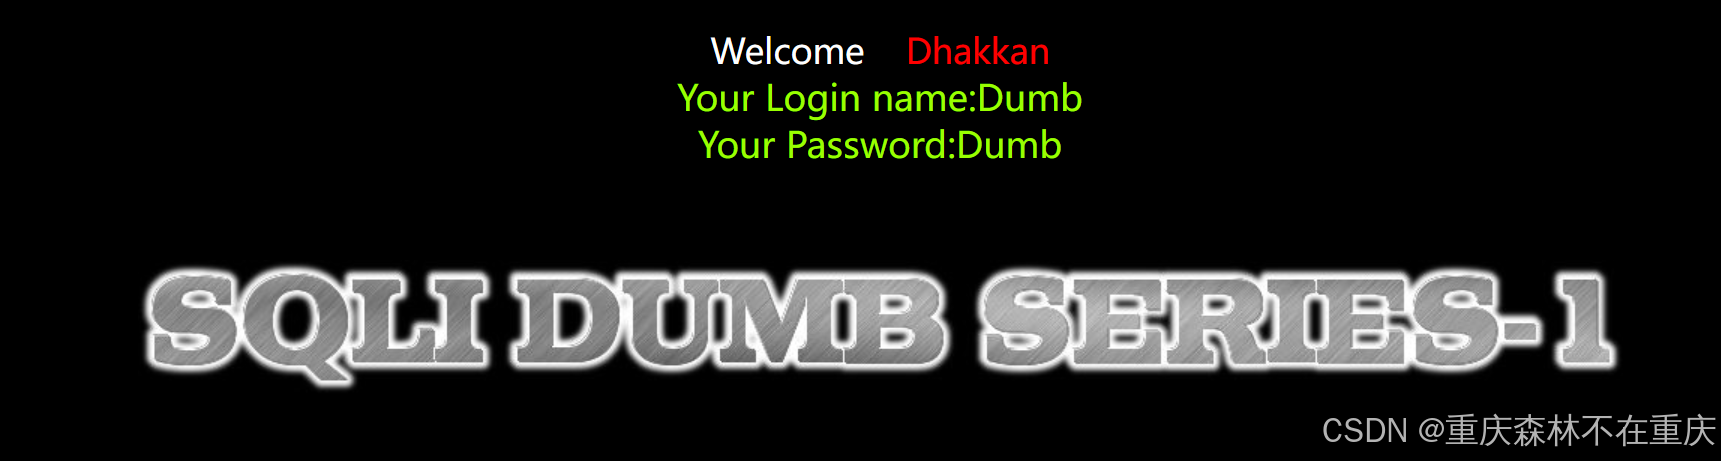 Welcome Dhakkan
Your Login name:Dumb
Your Password:Dumb
SQLI DUMB SERIES-1
CSDN @重庆森林不在重庆